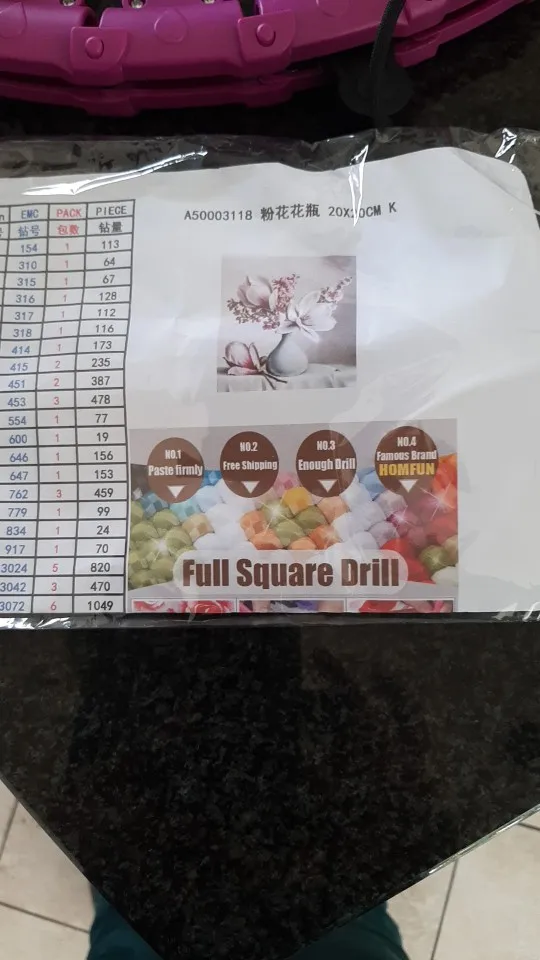 A50003118 粉花花瓶 20X20CM K
n EMC PACK PIECE
号 钻号 包数 钻量
154 1 113
310 1 64
315 1 67
316 1 128
317 1 112
318 1 116
414 1 173
415 2 235
451 2 387
453 3 478
554 1 77
600 1 19
646 1 156
647 1 153
762 3 459
779 1 99
834 1 24
917 1 70
3024 5 820
3042 3 470
3072 6 1049
NO.1
Paste firmly
NO.2
Free Shipping
NO.3
Enough Drill
NO.4
Famous Brand
HOMFUN
Full Square Drill